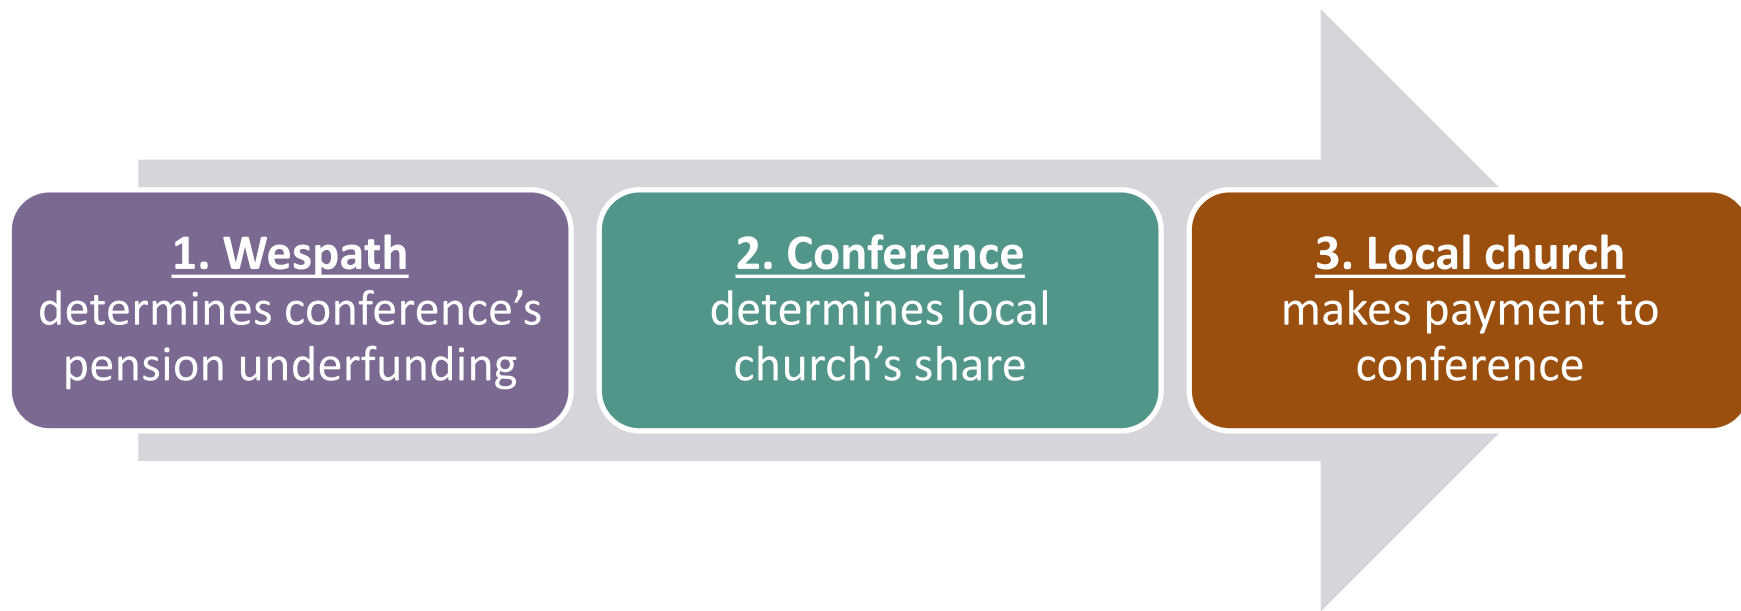 1. Wespath
determines conference’s
pension underfunding
2. Conference
determines local
church’s share
3. Local church
makes payment to
conference